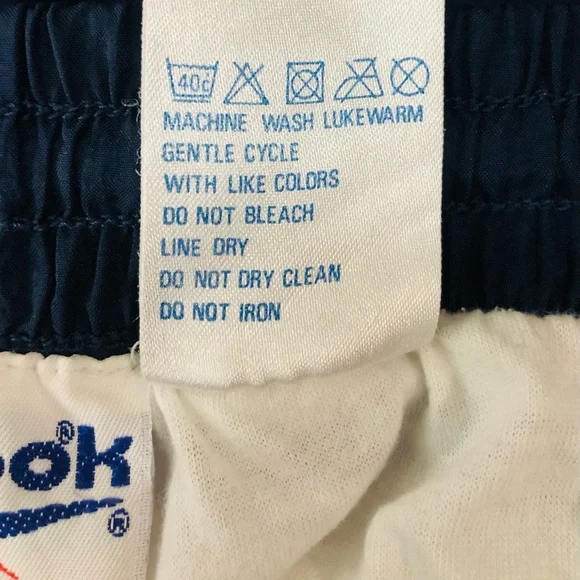 40c
MACHINE WASH LUKEWARM
GENTLE CYCLE
WITH LIKE COLORS
DO NOT BLEACH
LINE DRY
DO NOT DRY CLEAN
DO NOT IRON
ok®
®